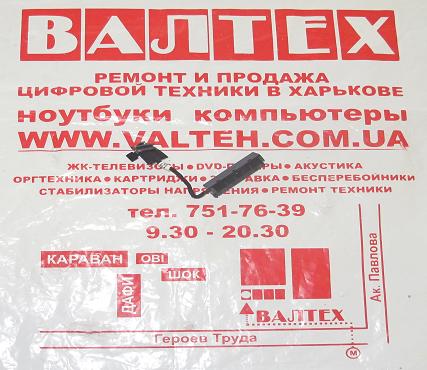 ВАЛТЕХ
РЕМОНТ И ПРОДАЖА
ЦИФРОВОЙ ТЕХНИКИ В ХАРЬКОВЕ
ноутбуки компьютеры
WWW.VALTEH.COM.UA
ЖК-ТЕЛЕВИЗОРЫ • DVD-ПЛЕЕРЫ • АКУСТИКА
ОРГТЕХНИКА • КАРТРИДЖИ • • БЕСПЕРЕБОЙНИКИ
СТАБИЛИЗАТОРЫ НАПРЯЖЕНИЯ • РЕМОНТ ТЕХНИКИ
тел. 751-76-39
9.30 - 20.30
КАРАВАН
ОВІ
ШОК
ДАФИ
ВАЛТЕХ
Ак. Павлова
Героев Труда
М